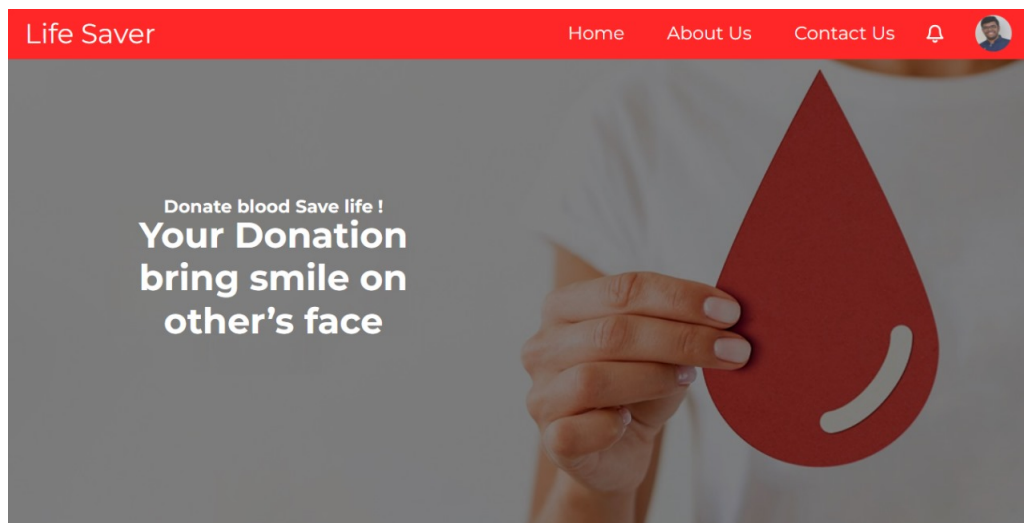 Life Saver
Home About Us Contact Us
Donate blood Save life !
Your Donation
bring smile on
other’s face